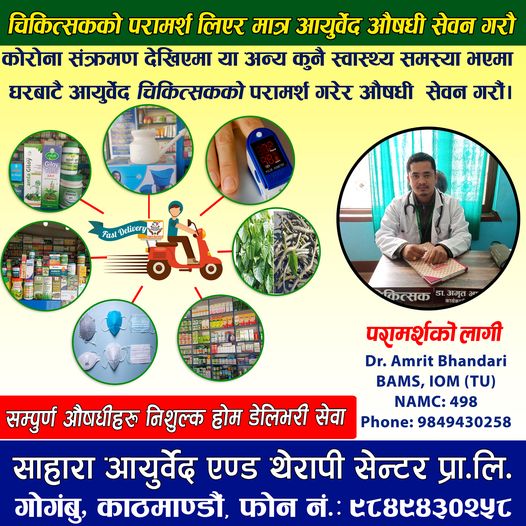 चिकित्सकको परामर्श लिएर मात्र आयुर्वेद औषधी सेवन गरौ
कोरोना संक्रमण देखिएमा या अन्य कुनै स्वास्थ्य समस्या भएमा
घरबाटै आयुर्वेद चिकित्सकको परामर्श गरेर औषधी सेवन गरौं।
Giloy
Fast Delivery
चिकित्सक डा. अमृत
परामर्शको लागी
Dr. Amrit Bhandari
BAMS, IOM (TU)
NAMC: 498
Phone: 9849430258
सम्पुर्ण औषधीहरु निशुल्क होम डेलिभरी सेवा
साहारा आयुर्वेद एण्ड थेरापी सेन्टर प्रा.लि.
गोगंबु, काठमाण्डौ, फोन नं.: ९८४९४३०२५८